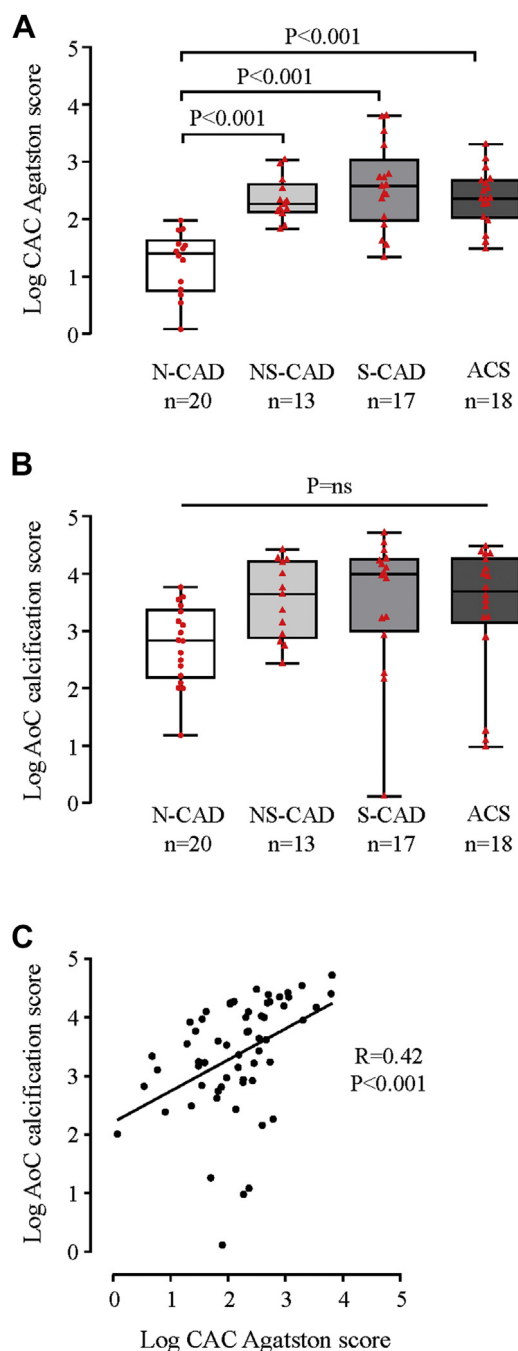 A
P<0.001
P<0.001
P<0.001
Log CAC Agatston score
5
4
3
2
1
0
N-CAD NS-CAD S-CAD ACS
n=20 n=13 n=17 n=18
B
P=ns
Log AoC calcification score
5
4
3
2
1
0
N-CAD NS-CAD S-CAD ACS
n=20 n=13 n=17 n=18
C
Log AoC calcification score
5
4
3
2
1
0
R=0.42
P<0.001
0 1 2 3 4 5
Log CAC Agatston score